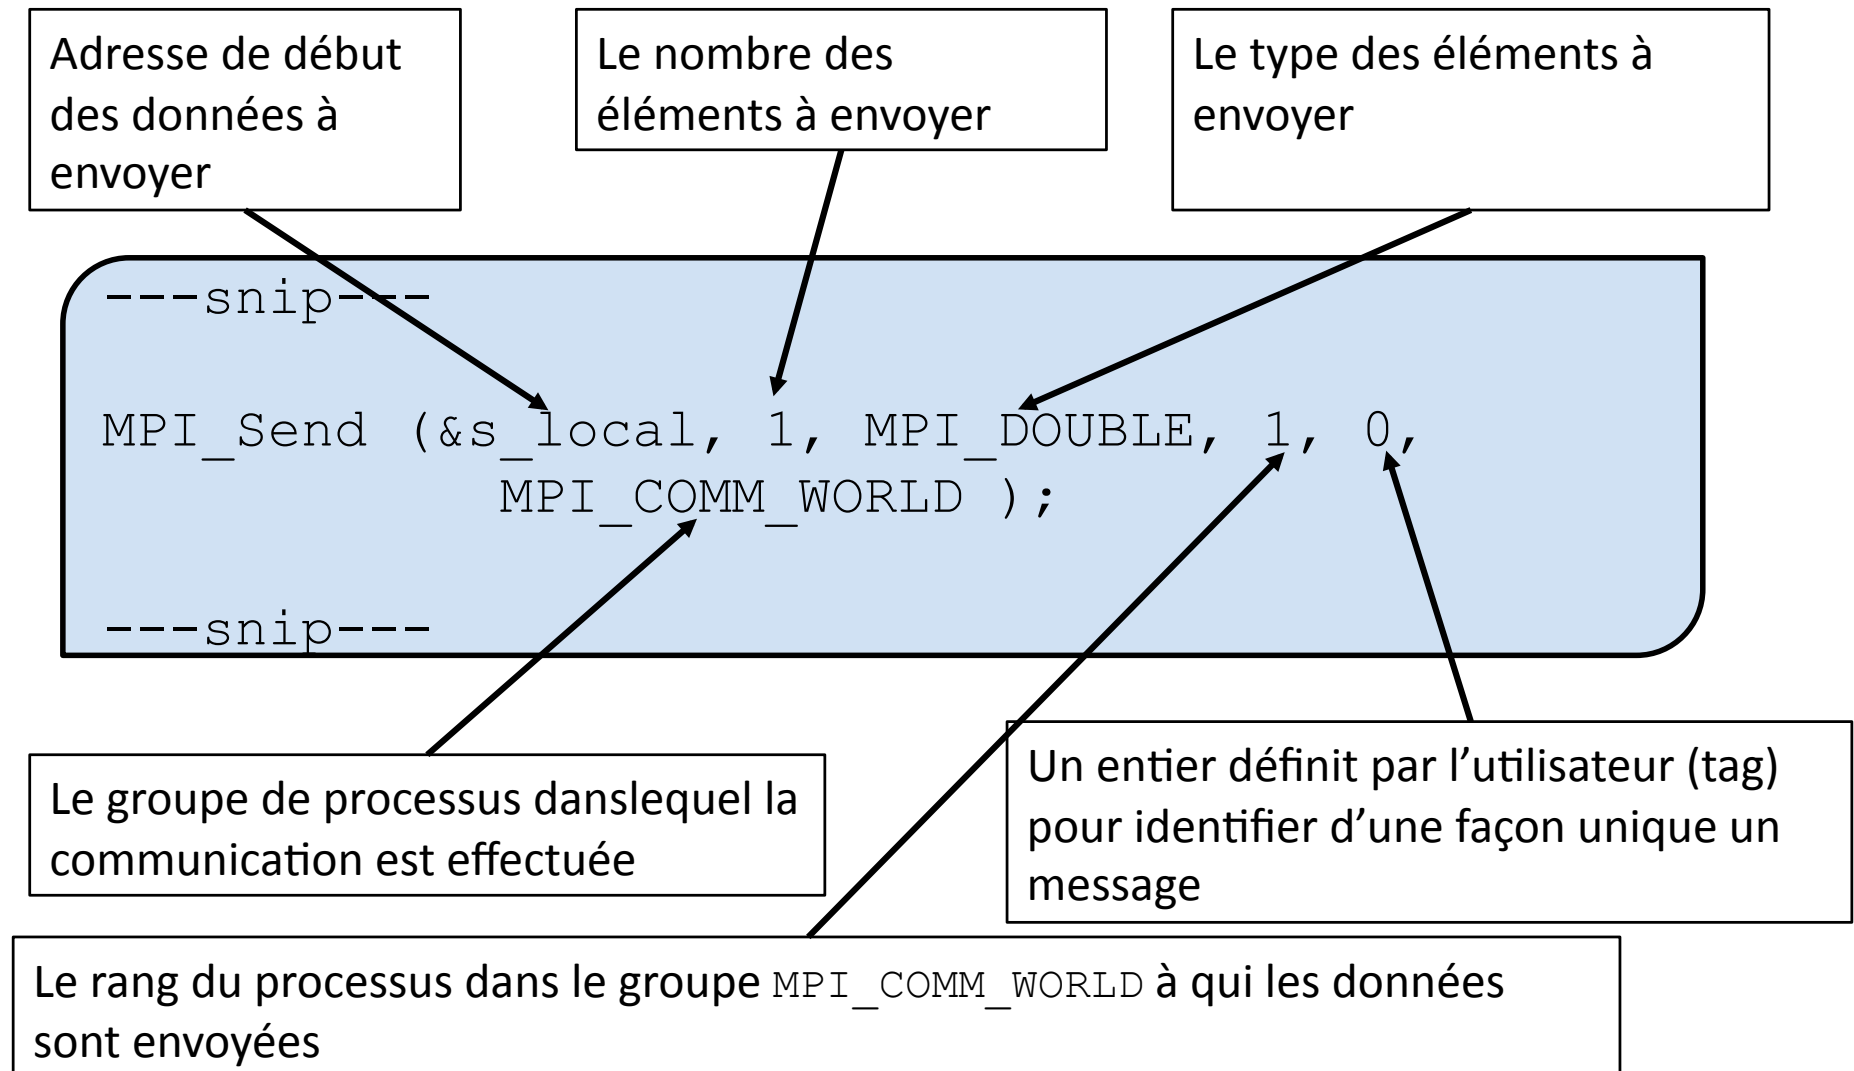 Adresse de début
des données à
envoyer
Le nombre des
éléments à envoyer
Le type des éléments à
envoyer
---snip---
MPI_Send (&s_local, 1, MPI_DOUBLE, 1, 0,
MPI_COMM_WORLD );
---snip---
Le groupe de processus danslequel la
communication est effectuée
Un entier définit par l’utilisateur (tag)
pour identifier d’une façon unique un
message
Le rang du processus dans le groupe MPI_COMM_WORLD à qui les données
sont envoyées